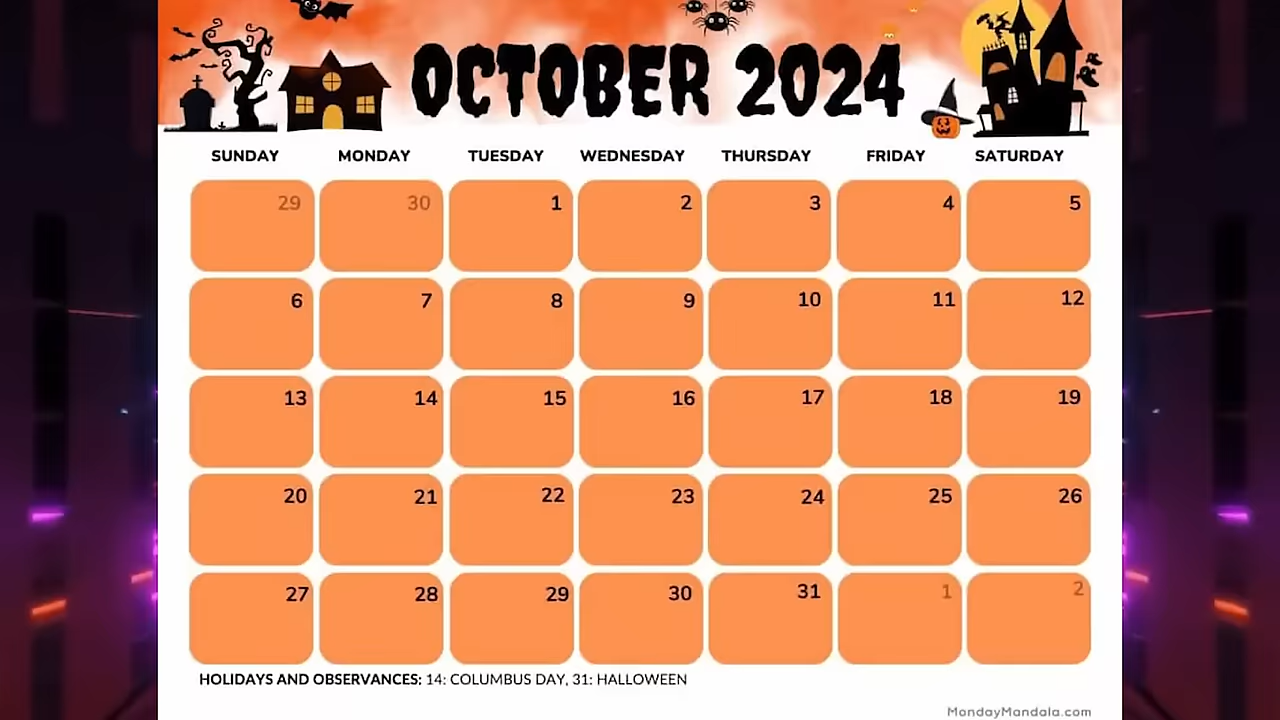 OCTOBER 2024
SUNDAY MONDAY TUESDAY WEDNESDAY THURSDAY FRIDAY SATURDAY
29 30 1 2 3 4 5
6 7 8 9 10 11 12
13 14 15 16 17 18 19
20 21 22 23 24 25 26
27 28 29 30 31 1 2
HOLIDAYS AND OBSERVANCES: 14: COLUMBUS DAY, 31: HALLOWEEN
MondayMandala.com